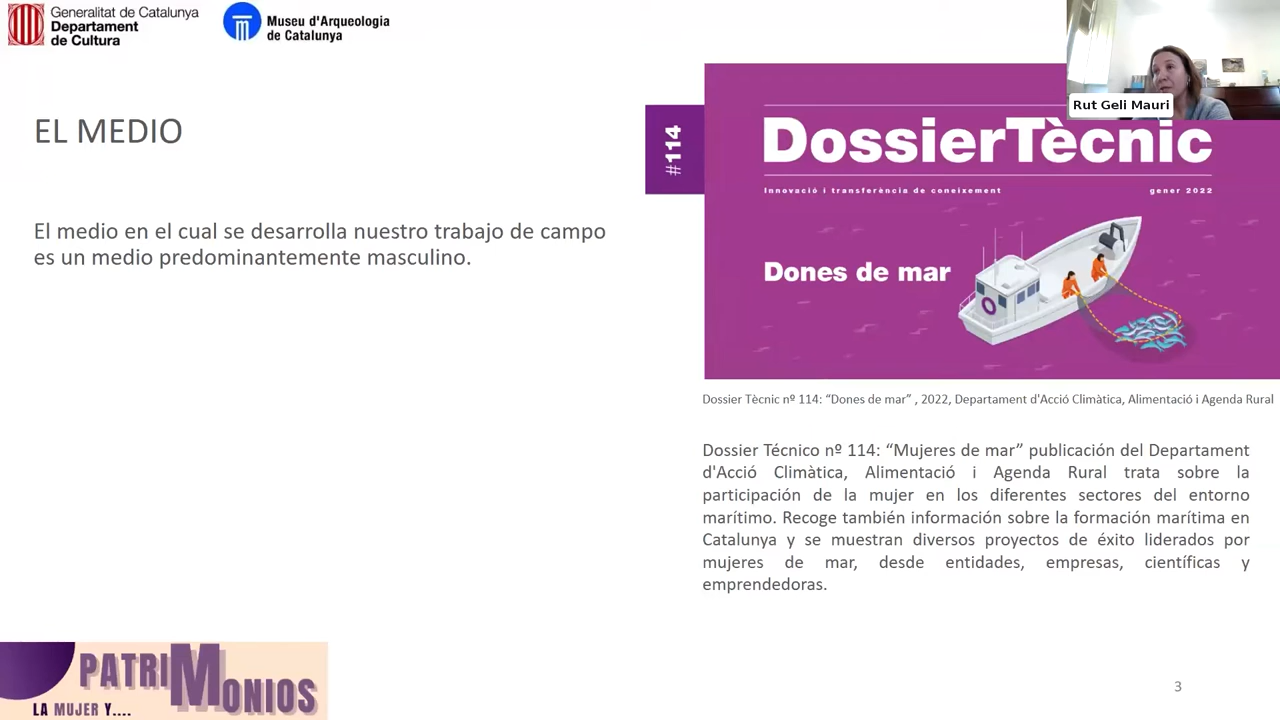 Generalitat de Catalunya
Departament
de Cultura
Museu d'Arqueologia
de Catalunya
Rut Geli Mauri
EL MEDIO
El medio en el cual se desarrolla nuestro trabajo de campo
es un medio predominantemente masculino.
#114
DossierTècnic
Innovació i transferència de coneixement
gener 2022
Dones de mar
Dossier Tècnic nº 114: “Dones de mar” , 2022, Departament d'Acció Climàtica, Alimentació i Agenda Rural
Dossier Técnico nº 114: “Mujeres de mar” publicación del Departament
d'Acció Climàtica, Alimentació i Agenda Rural trata sobre la
participación de la mujer en los diferentes sectores del entorno
marítimo. Recoge también información sobre la formación marítima en
Catalunya y se muestran diversos proyectos de éxito liderados por
mujeres de mar, desde entidades, empresas, científicas y
emprendedoras.
PATRIMONIOS
LA MUJER Y....
3